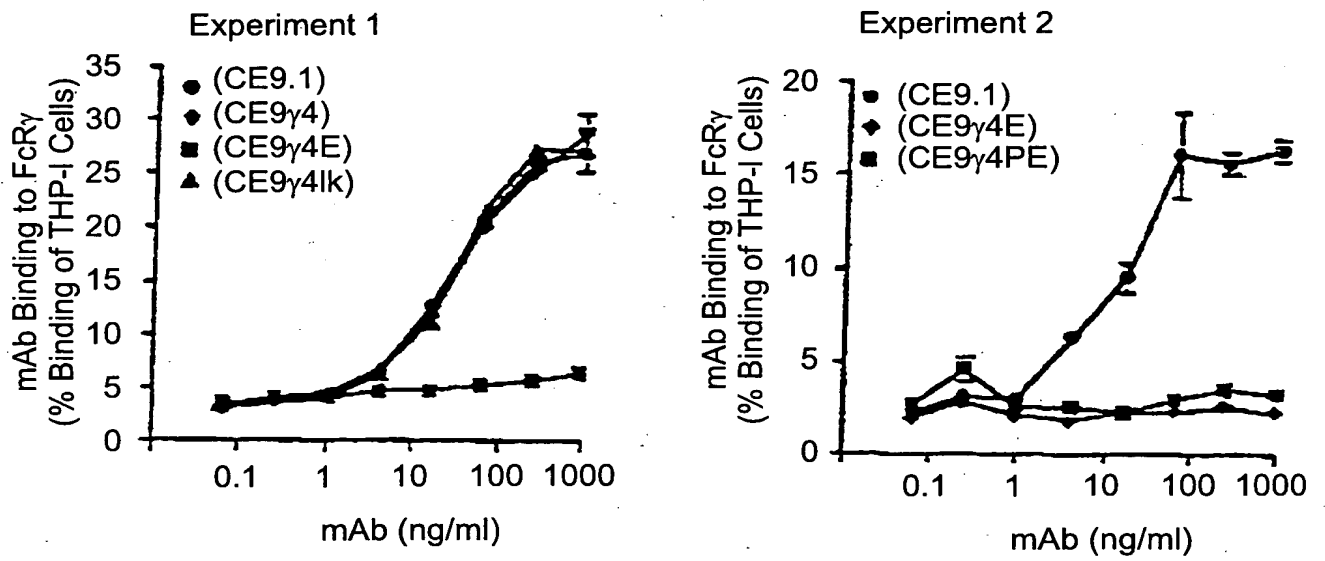 Experiment 1
mAb Binding to FcRγ
(% Binding of THP-I Cells)
35
30
25
20
15
10
5
0
(CE9.1)
(CE9γ4)
(CE9γ4E)
(CE9γ4lk)
0.1 1 10 100 1000
mAb (ng/ml)
Experiment 2
mAb Binding to FcRγ
(% Binding of THP-I Cells)
20
15
10
5
0
(CE9.1)
(CE9γ4E)
(CE9γ4PE)
0.1 1 10 100 1000
mAb (ng/ml)